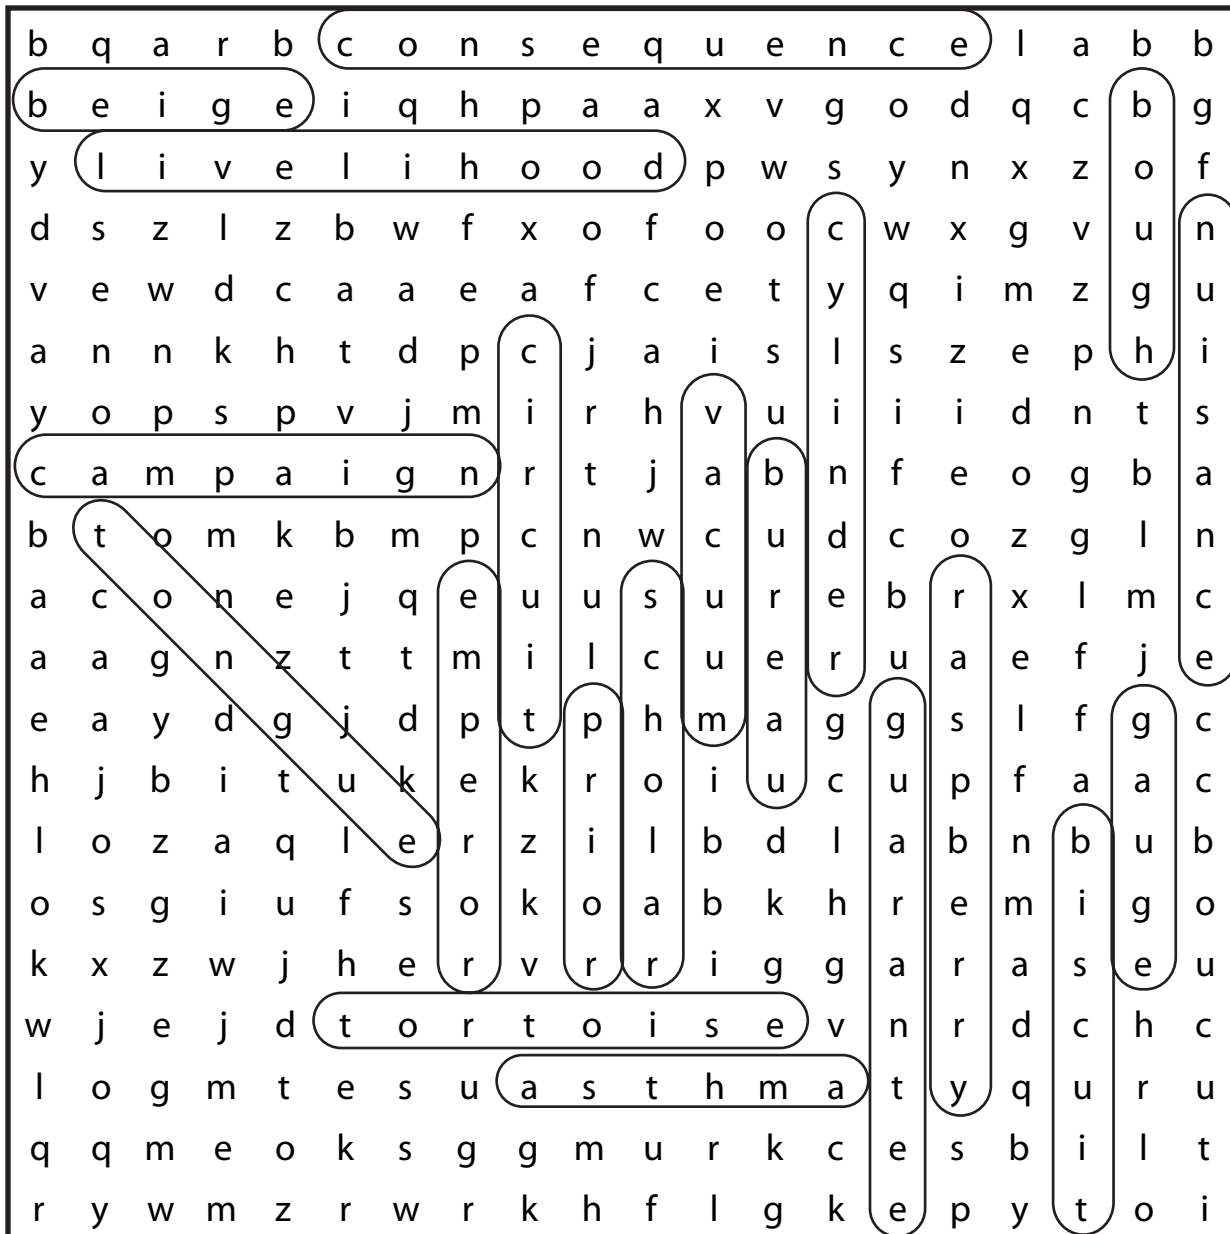 b q a r b c o n s e q u e n c e l a b b
b e i g e i q h p a a x v g o d q c b g
y l i v e l i h o o d p w s y n x z o f
d s z l z b w f x o f o o c w x g v u n
v e w d c a a e a f c e t y q i m z g u
a n n k h t d p c j a i s l s z e p h i
y o p s p v j m i r h v u i i i d n t s
c a m p a i g n r t j a b n f e o g b a
b t o m k b m p c n w c u d c o z g l n
a c o n e j q e u u s u r e b r x l m c
a a g n z t t m i l c u e r u a e f j e
e a y d g j d p t p h m a g g s l f g c
h j b i t u k e k r o i u c u p f a a c
l o z a q l e r z i l b d l a b n b u b
o s g i u f s o k o a b k h r e m i g o
k x z w j h e r v r r i g g a r a s e u
w j e j d t o r t o i s e v n r d c h c
l o g m t e s u a s t h m a t y q u r u
q q m e o k s g g m u r k c e s b i l t
r y w m z r w r k h f l g k e p y t o i